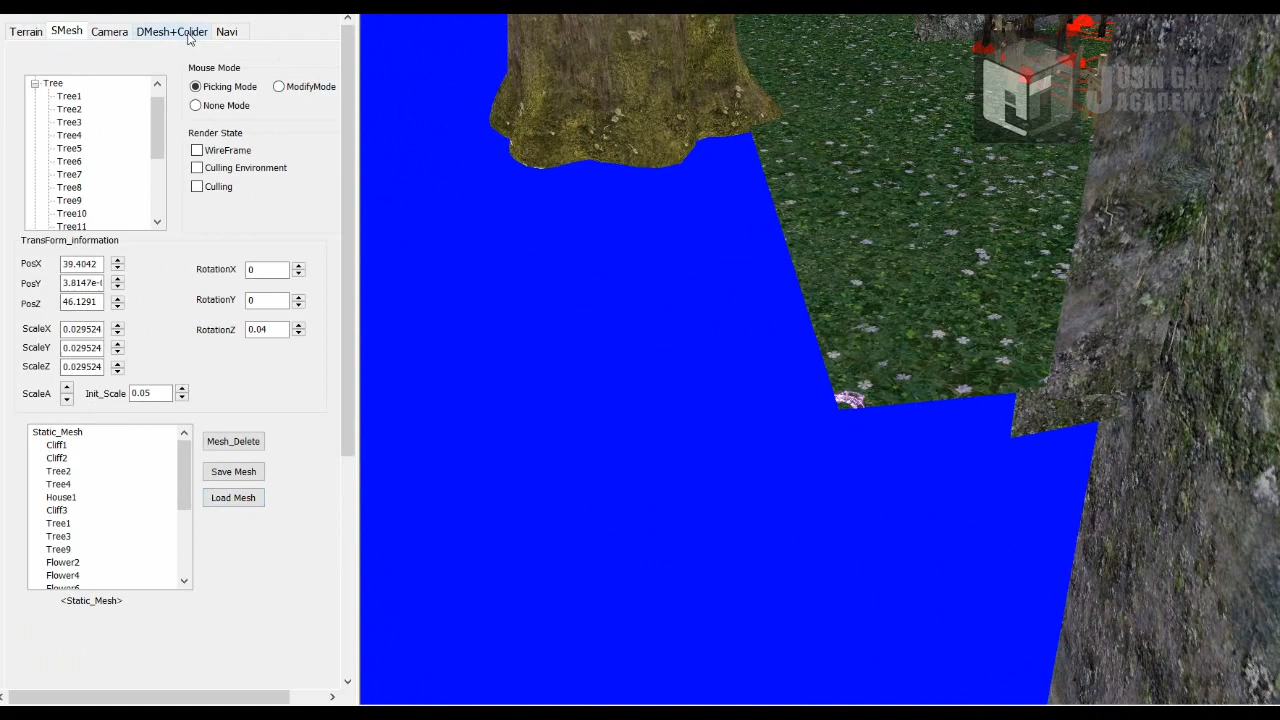 Terrain SMesh Camera DMesh+Colider Navi
Tree
Tree1
Tree2
Tree3
Tree4
Tree5
Tree6
Tree7
Tree8
Tree9
Tree10
Tree11
Mouse Mode
Picking Mode ModifyMode
None Mode
Render State
WireFrame
Culling Environment
Culling
TransForm_information
PosX 39.4042
PosY 3.8147e-
PosZ 46.1291
ScaleX 0.029524
ScaleY 0.029524
ScaleZ 0.029524
ScaleA Init_Scale 0.05
RotationX 0
RotationY 0
RotationZ 0.04
Static_Mesh
Cliff1
Cliff2
Tree2
Tree4
House1
Cliff3
Tree1
Tree3
Tree9
Flower2
Flower4
Flower6
<Static_Mesh>
Mesh_Delete
Save Mesh
Load Mesh